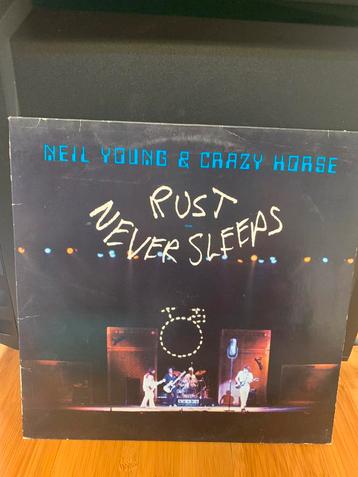 NEIL YOUNG & CRAZY HORSE
RUST
NEVER SLEEPS